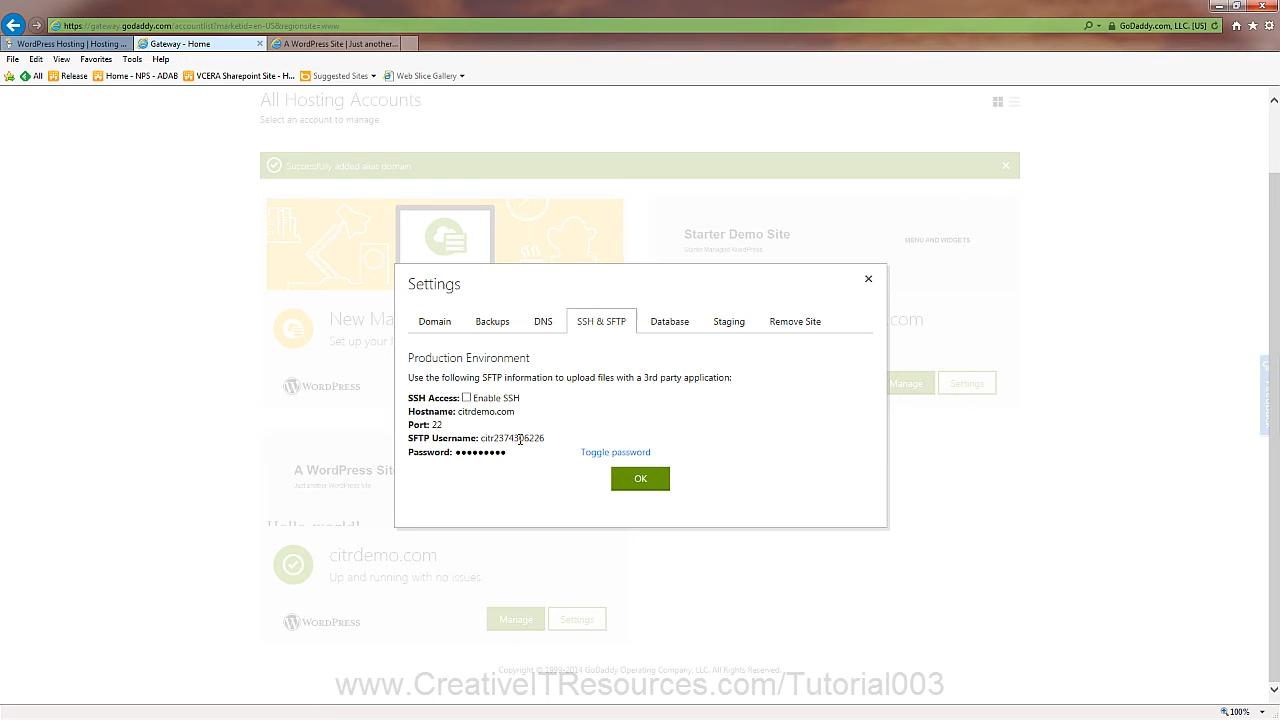 https://gateway.godaddy.com/accountlist?marketid=en-US&regionsite=www
GoDaddy.com, LLC. [US]
WordPress Hosting | Hosting ...
Gateway - Home
A WordPress Site | Just another...
File Edit View Favorites Tools Help
All Release Home - NPS - ADAB VCERA Sharepoint Site - H... Suggested Sites Web Slice Gallery
All Hosting Accounts
Select an account to manage
Successfully added alias domain
Starter Demo Site
Starter Managed WordPress
MENU AND WIDGETS
Settings
Domain Backups DNS SSH & SFTP Database Staging Remove Site
New Ma
.com
Set up your
Production Environment
Use the following SFTP information to upload files with a 3rd party application:
WORDPRESS
Manage
Settings
SSH Access: Enable SSH
Hostname: citrdemo.com
Port: 22
SFTP Username:
Password: ●●●●●●●●● Toggle password
OK
A WordPress Site
Just another WordPress Site
Hello world!
citrdemo.com
Up and running with no issues.
WORDPRESS
Manage
Settings
Copyright © 1999-2014 GoDaddy Operating Company, LLC. All Rights Reserved.
www.CreativeITResources.com/Tutorial003
100%